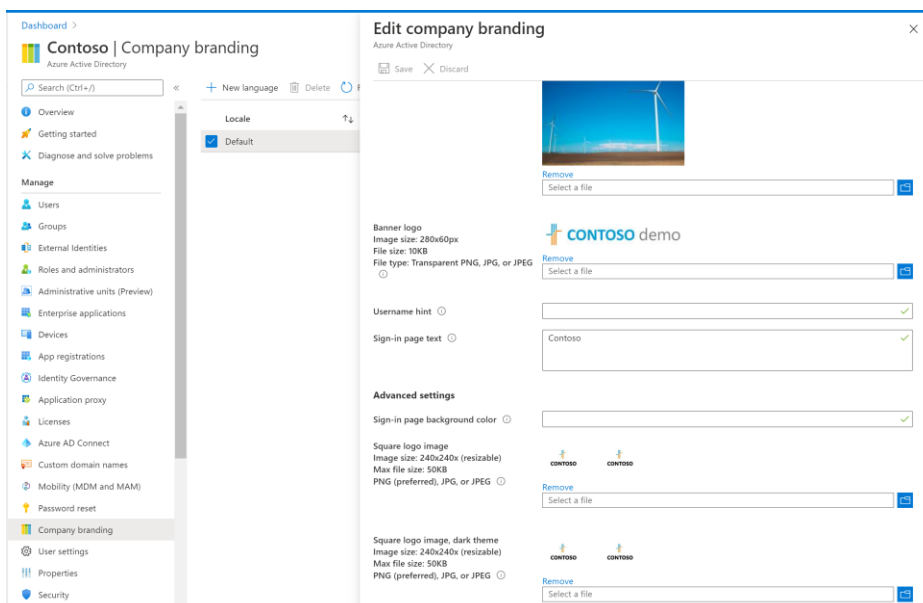 Dashboard >
Contoso | Company branding
Azure Active Directory
Search (Ctrl+/)
«
Overview
Getting started
Diagnose and solve problems
Manage
Users
Groups
External Identities
Roles and administrators
Administrative units (Preview)
Enterprise applications
Devices
App registrations
Identity Governance
Application proxy
Licenses
Azure AD Connect
Custom domain names
Mobility (MDM and MAM)
Password reset
Company branding
User settings
Properties
Security
+ New language Delete
Locale
Default
Edit company branding
Azure Active Directory
Save Discard
Remove
Select a file
Banner logo
Image size: 280x60px
File size: 10KB
File type: Transparent PNG, JPG, or JPEG
CONTOSO demo
Remove
Select a file
Username hint
Sign-in page text
Contoso
Advanced settings
Sign-in page background color
Square logo image
Image size: 240x240x (resizable)
Max file size: 50KB
PNG (preferred), JPG, or JPEG
CONTOSO CONTOSO
Remove
Select a file
Square logo image, dark theme
Image size: 240x240x (resizable)
Max file size: 50KB
PNG (preferred), JPG, or JPEG
CONTOSO CONTOSO
Remove
Select a file